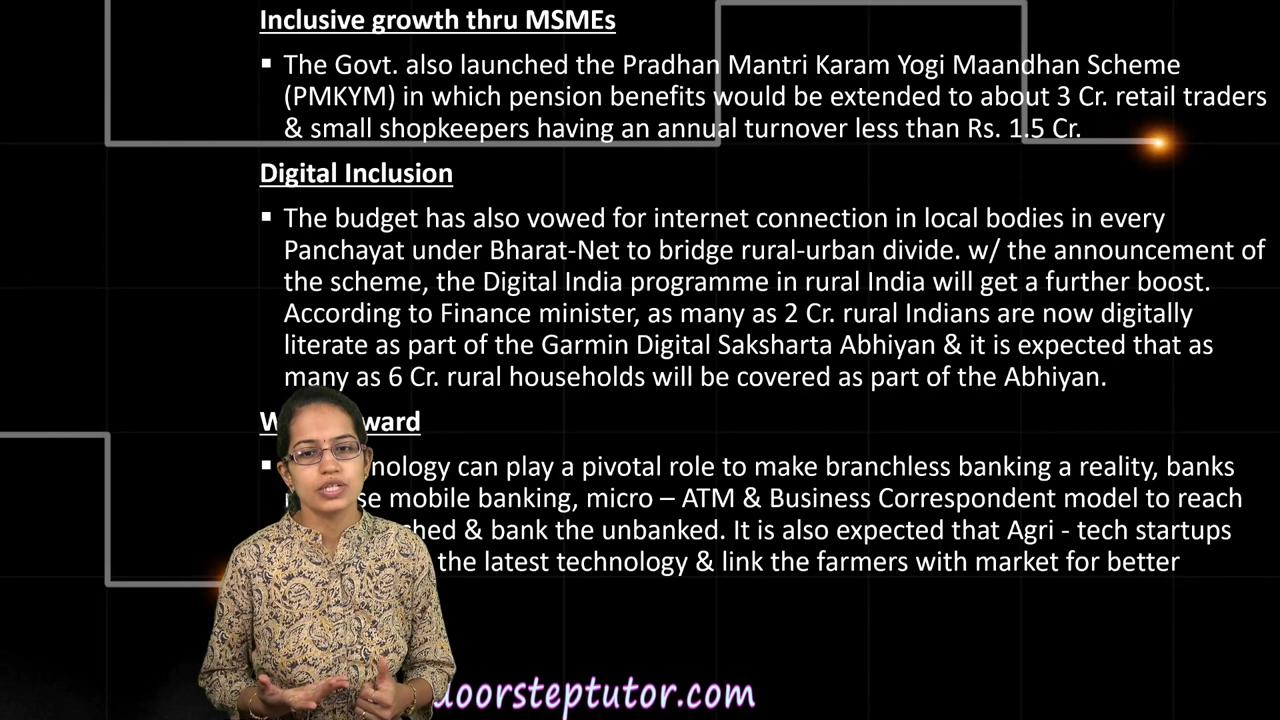 Inclusive growth thru MSMEs
▪ The Govt. also launched the Pradhan Mantri Karam Yogi Maandhan Scheme
(PMKYM) in which pension benefits would be extended to about 3 Cr. retail traders
& small shopkeepers having an annual turnover less than Rs. 1.5 Cr.
Digital Inclusion
▪ The budget has also vowed for internet connection in local bodies in every
Panchayat under Bharat-Net to bridge rural-urban divide. w/ the announcement of
the scheme, the Digital India programme in rural India will get a further boost.
According to Finance minister, as many as 2 Cr. rural Indians are now digitally
literate as part of the Garmin Digital Saksharta Abhiyan & it is expected that as
many as 6 Cr. rural households will be covered as part of the Abhiyan.
▪ can play a pivotal role to make branchless banking a reality, banks
mobile banking, micro – ATM & Business Correspondent model to reach
& bank the unbanked. It is also expected that Agri - tech startups
the latest technology & link the farmers with market for better
doorsteptutor.com